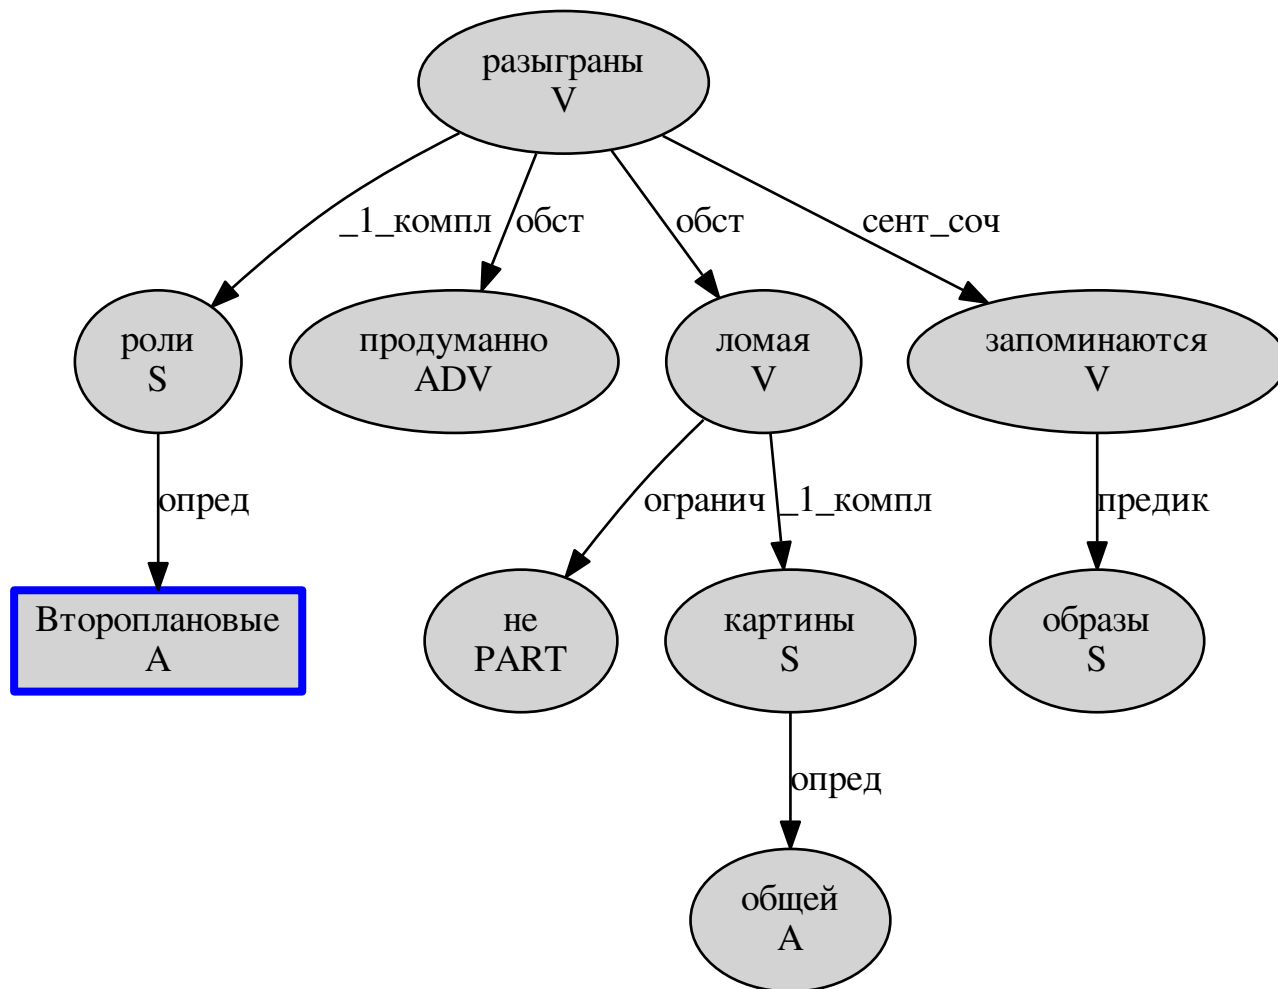 разыграны
V
_1_компл
обст
обст
сент_соч
роли
S
продуманно
ADV
ломая
V
запоминаются
V
опред
огранич
_1_компл
предик
Второплановые
A
не
PART
картины
S
образы
S
опред
общей
A